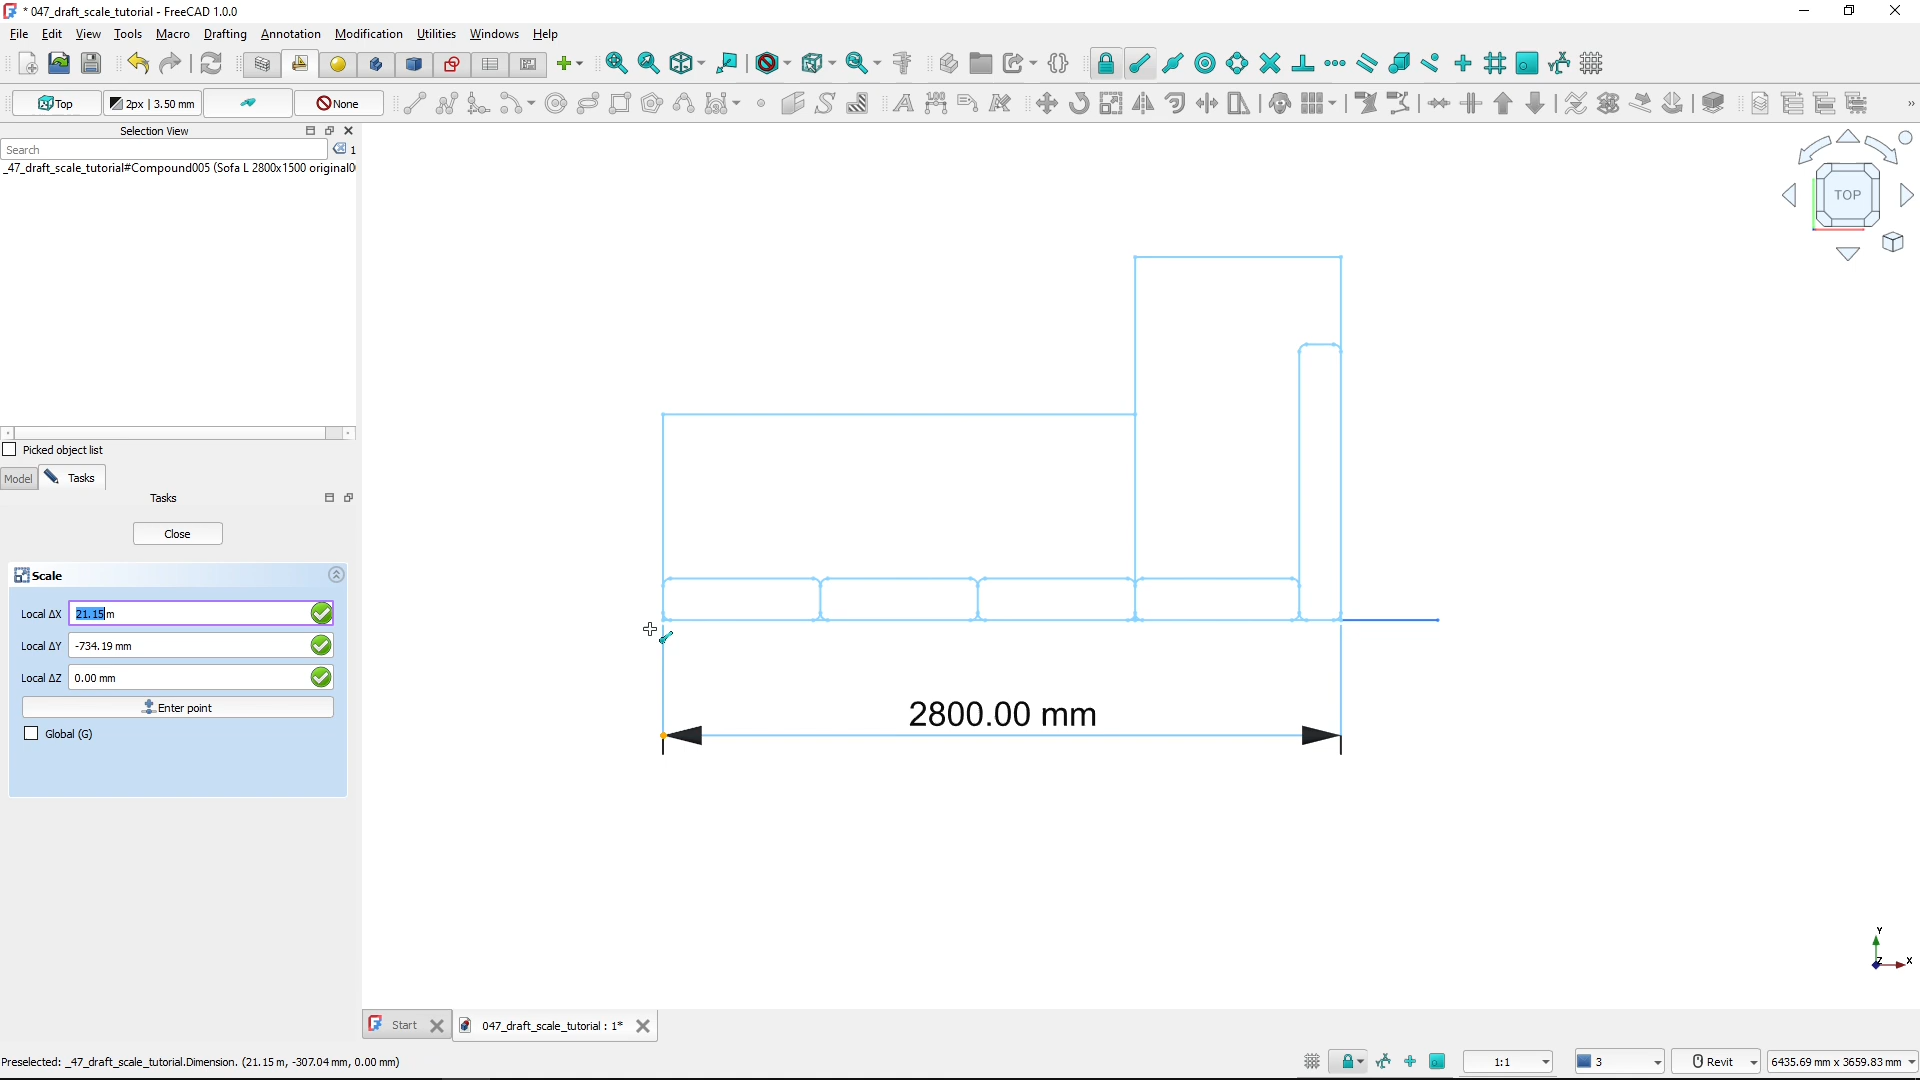 * 047_draft_scale_tutorial - FreeCAD 1.0.0
File Edit View Tools Macro Drafting Annotation Modification Utilities Windows Help
Top 2px | 3.50 mm None »
Selection View
Search 1
_47_draft_scale_tutorial#Compound005 (Sofa L 2800x1500 original0
Picked object list
Model Tasks
Tasks
Close
Scale
Local ΔX 21.15 m
Local ΔY -734.19 mm
Local ΔZ 0.00 mm
Enter point
Global (G)
TOP
2800.00 mm
Y
Z X
Start 047_draft_scale_tutorial : 1*
Preselected: _47_draft_scale_tutorial.Dimension. (21.15 m, -307.04 mm, 0.00 mm) 1:1 3 Revit 6435.69 mm x 3659.83 mm